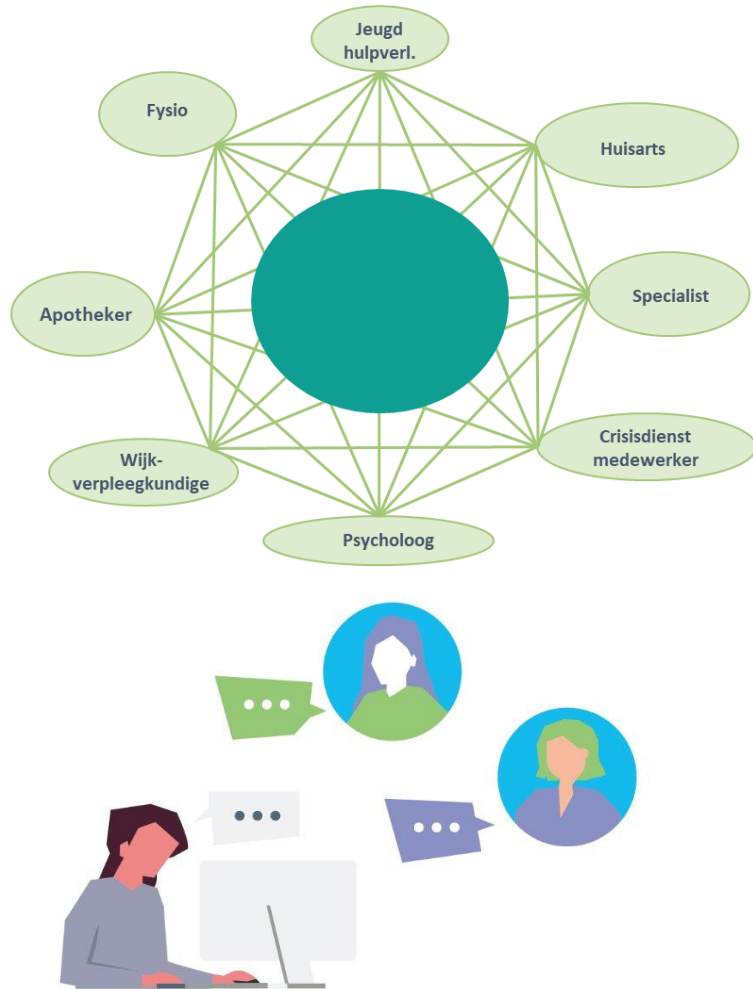 Jeugd
hulpverl.
Fysio
Huisarts
Apotheker
Specialist
Wijk-
verpleegkundige
Crisisdienst
medewerker
Psycholoog